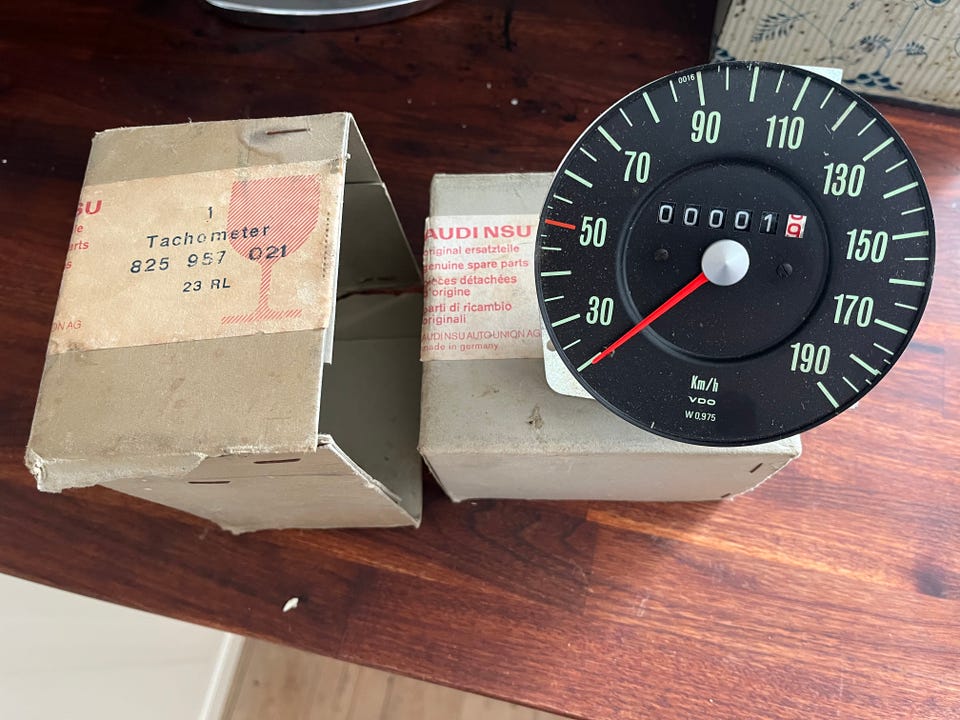 SU
1
Tachometer
825 957 021
23 RL
ON AG
AUDI NSU
original ersatzteile
genuine spare parts
pièces détachées
d'origine
parti di ricambio
originali
AUDI NSU AUTO UNION AG
made in germany
0016
30
50
70
90
110
130
150
170
190
00001
Km/h
VDO
W 0,975